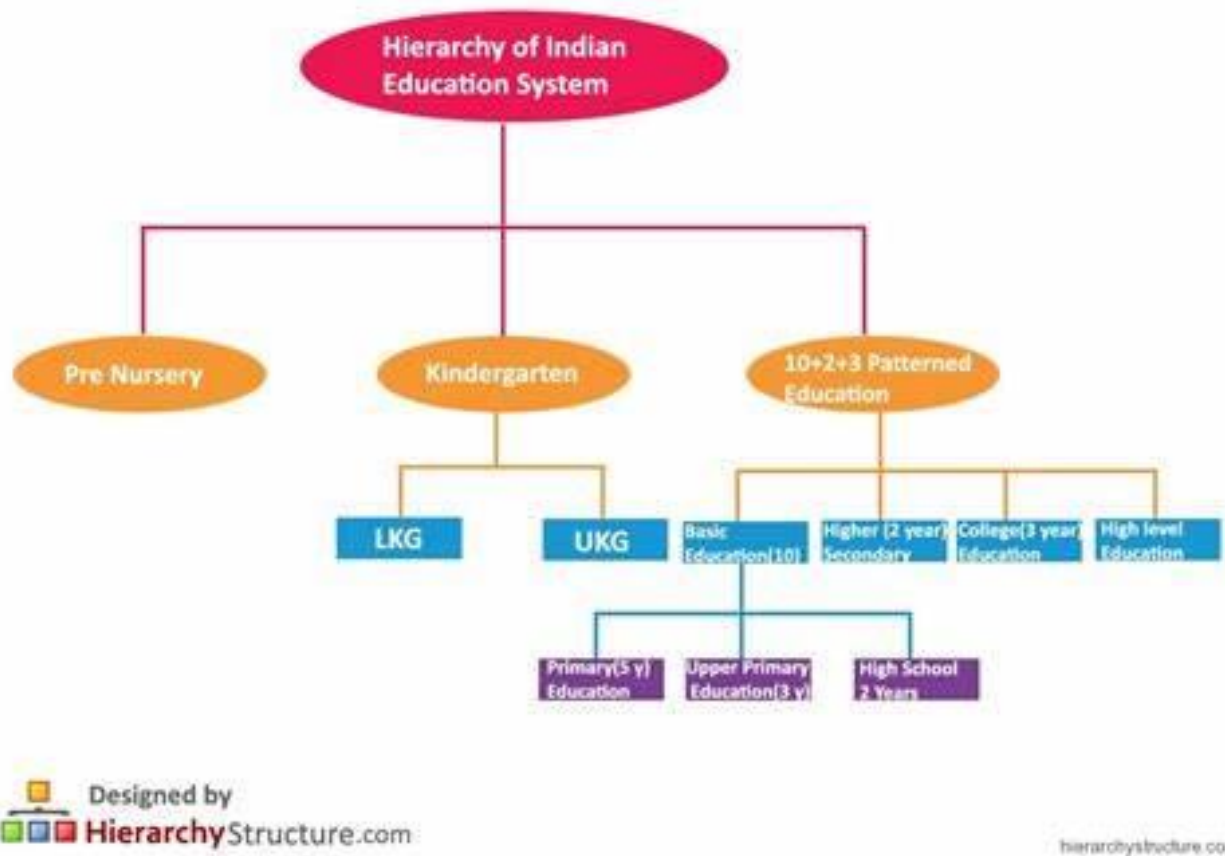 Hierarchy of Indian
Education System
Pre Nursery
Kindergarten
10+2+3 Patterned
Education
LKG
UKG
Basic
Education(10)
Higher (2 year)
Secondary
College(3 year)
Education
High level
Education
Primary(5 y)
Education
Upper Primary
Education(3 y)
High School
2 Years
Designed by
HierarchyStructure.com
hierarchystructure.co